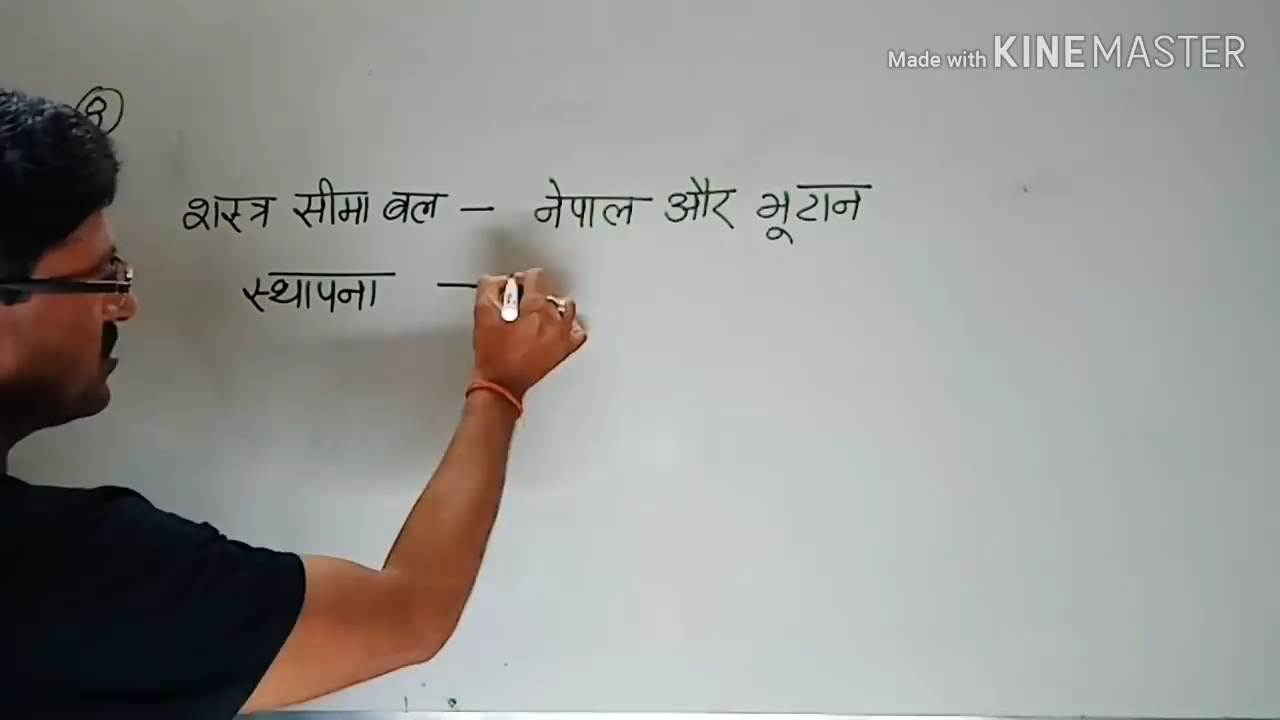 Made with KINEMASTER
शस्त्र सीमा बल – नेपाल और भूटान
स्थापना –